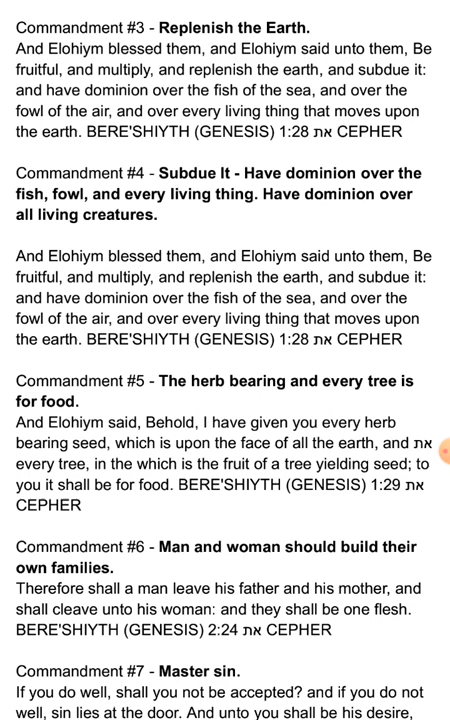 Commandment #3 - Replenish the Earth.
And Elohiym blessed them, and Elohiym said unto them, Be
fruitful, and multiply, and replenish the earth, and subdue it:
and have dominion over the fish of the sea, and over the
fowl of the air, and over every living thing that moves upon
the earth. BERE'SHIYTH (GENESIS) 1:28 את CEPHER
Commandment #4 - Subdue It - Have dominion over the
fish, fowl, and every living thing. Have dominion over
all living creatures.
And Elohiym blessed them, and Elohiym said unto them, Be
fruitful, and multiply, and replenish the earth, and subdue it:
and have dominion over the fish of the sea, and over the
fowl of the air, and over every living thing that moves upon
the earth. BERE'SHIYTH (GENESIS) 1:28 את CEPHER
Commandment #5 - The herb bearing and every tree is
for food.
And Elohiym said, Behold, I have given you every herb
bearing seed, which is upon the face of all the earth, and את
every tree, in the which is the fruit of a tree yielding seed; to
you it shall be for food. BERE'SHIYTH (GENESIS) 1:29 את
CEPHER
Commandment #6 - Man and woman should build their
own families.
Therefore shall a man leave his father and his mother, and
shall cleave unto his woman: and they shall be one flesh.
BERE'SHIYTH (GENESIS) 2:24 את CEPHER
Commandment #7 - Master sin.
If you do well, shall you not be accepted? and if you do not
well, sin lies at the door. And unto you shall be his desire,